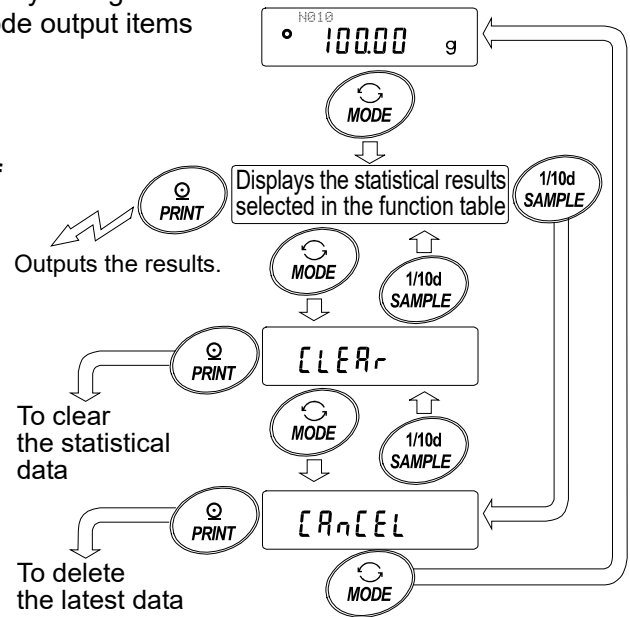 ode output items
N010
100.00 g
MODE
PRINT
Displays the statistical results
selected in the function table
1/10d
SAMPLE
Outputs the results.
MODE
1/10d
SAMPLE
PRINT
CLEAr
To clear
the statistical
data
MODE
1/10d
SAMPLE
PRINT
CAnCEL
To delete
the latest data
MODE